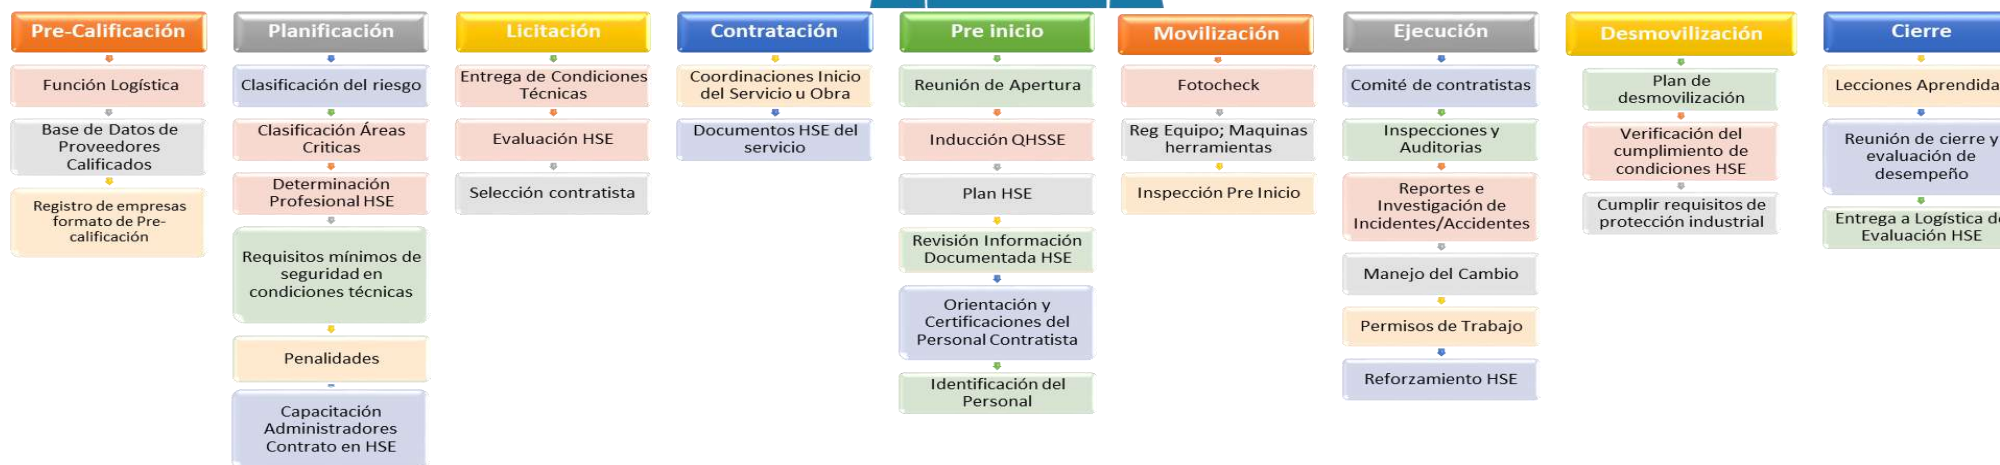 Pre-Calificación
Función Logística
Base de Datos de
Proveedores
Calificados
Registro de empresas
formato de Pre-
calificación
Planificación
Clasificación del riesgo
Clasificación Áreas
Criticas
Determinación
Profesional HSE
Requisitos mínimos de
seguridad en
condiciones técnicas
Penalidades
Capacitación
Administradores
Contrato en HSE
Licitación
Entrega de Condiciones
Técnicas
Evaluación HSE
Selección contratista
Contratación
Coordinaciones Inicio
del Servicio u Obra
Documentos HSE del
servicio
Pre inicio
Reunión de Apertura
Inducción QHSSE
Plan HSE
Revisión Información
Documentada HSE
Orientación y
Certificaciones del
Personal Contratista
Identificación del
Personal
Movilización
Fotocheck
Reg Equipo; Maquinas
herramientas
Inspección Pre Inicio
Ejecución
Comité de contratistas
Inspecciones y
Auditorias
Reportes e
Investigación de
Incidentes/Accidentes
Manejo del Cambio
Permisos de Trabajo
Reforzamiento HSE
Desmovilización
Plan de
desmovilización
Verificación del
cumplimiento de
condiciones HSE
Cumplir requisitos de
protección industrial
Cierre
Lecciones Aprendida
Reunión de cierre y
evaluación de
desempeño
Entrega a Logística de
Evaluación HSE